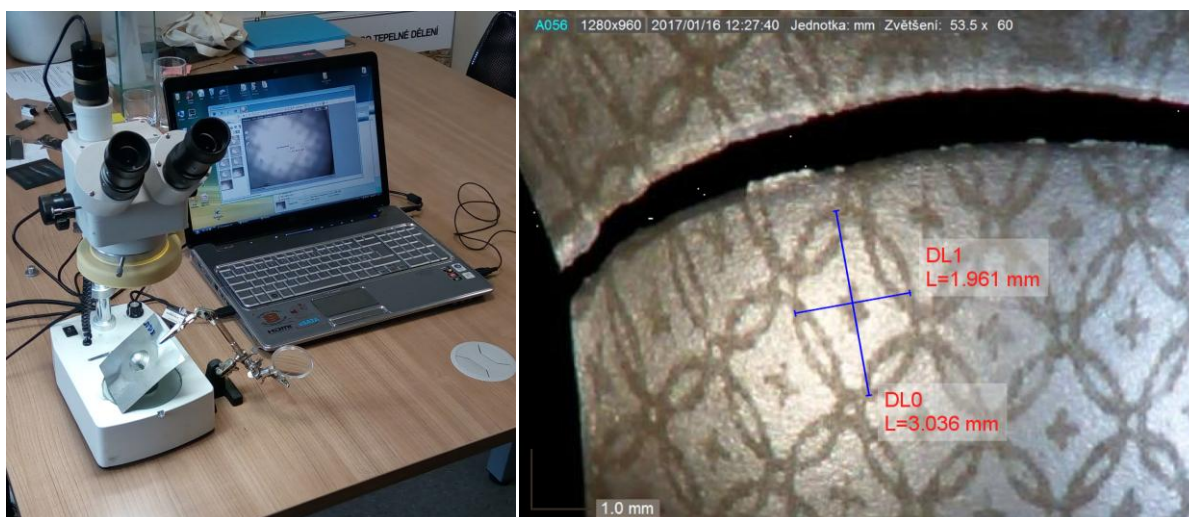 O TEPELNÉ DĚLENÍ
A056 1280x960 2017/01/16 12:27:40 Jednotka: mm Zvětšení: 53.5 x 60
DL1
L=1.961 mm
DL0
L=3.036 mm
1.0 mm